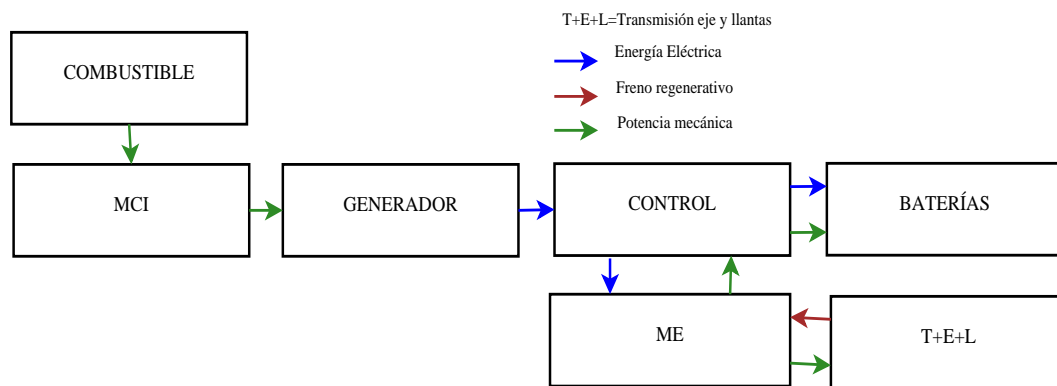 T+E+L=Transmisión eje y llantas
Energía Eléctrica
Freno regenerativo
Potencia mecánica
COMBUSTIBLE
MCI
GENERADOR
CONTROL
BATERÍAS
ME
T+E+L